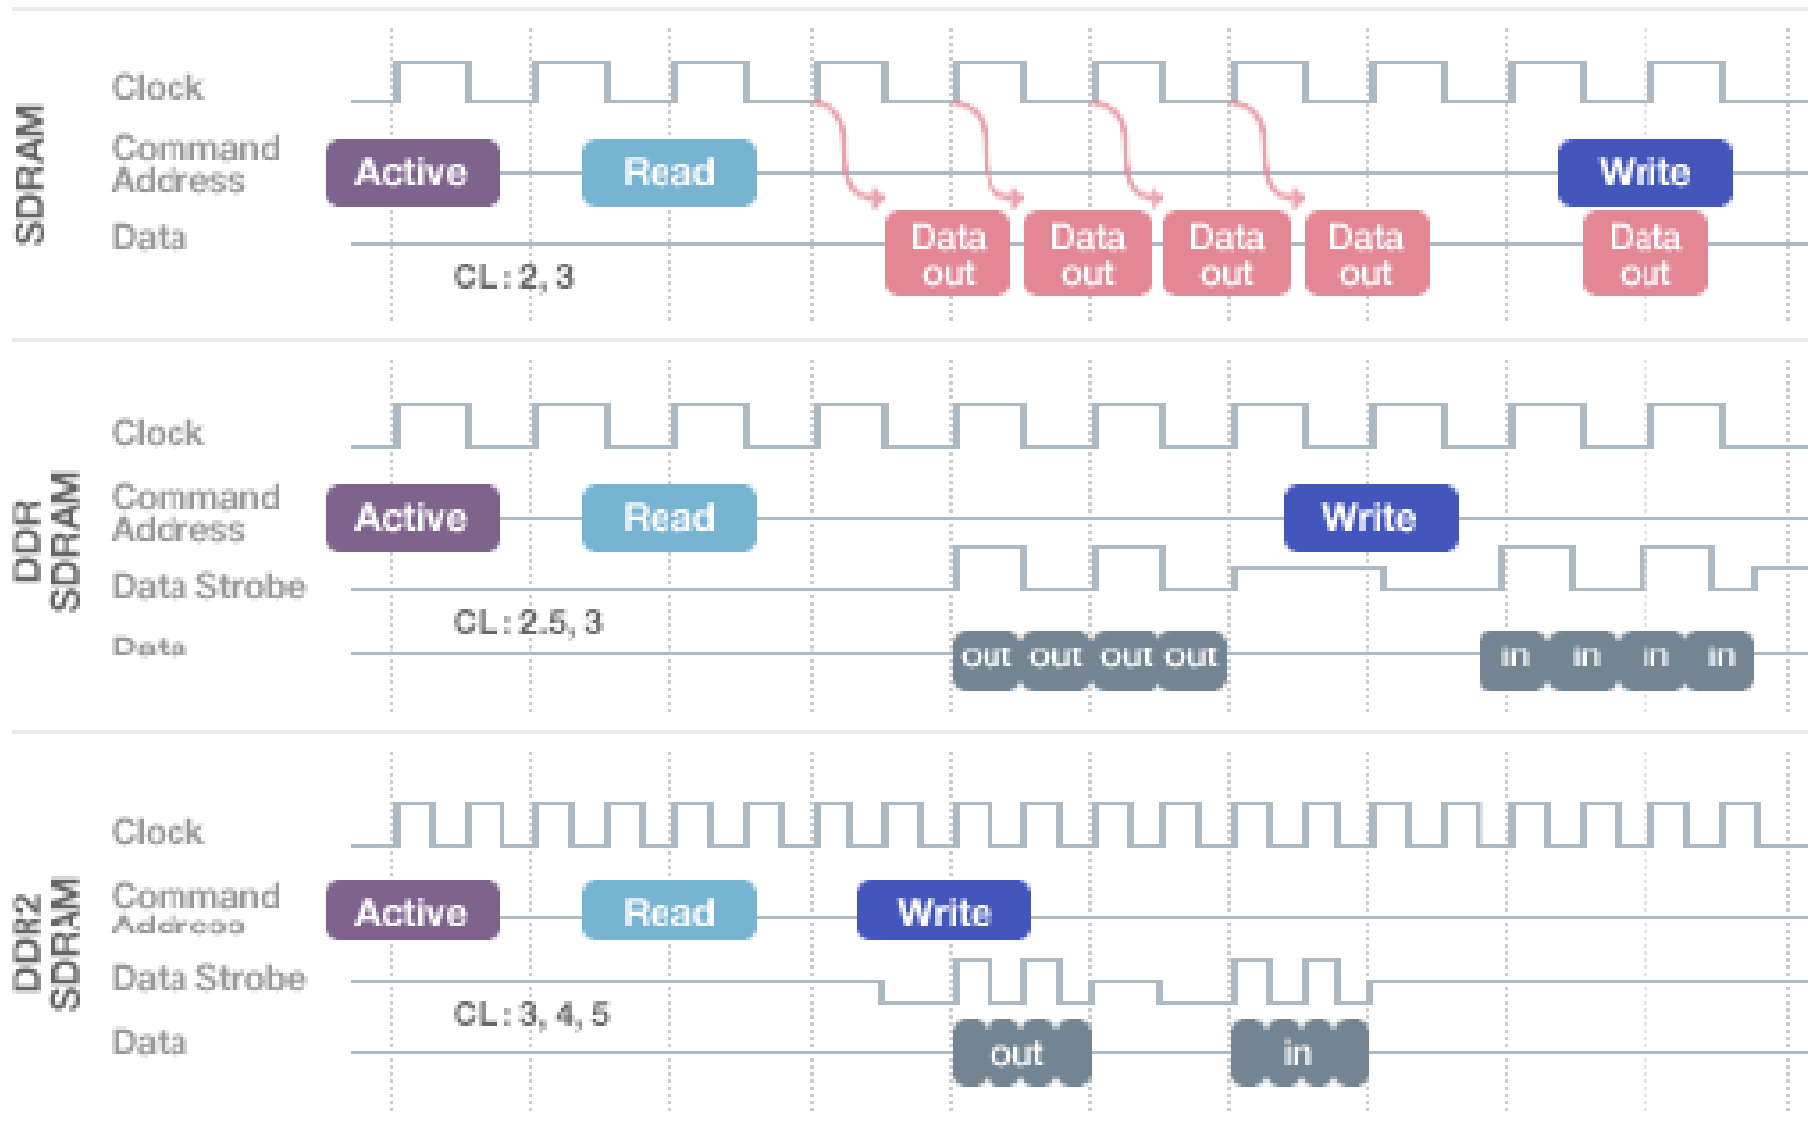 SDRAM
Clock
Command
Address
Active
Read
Write
Data
Data
out
Data
out
Data
out
Data
out
Data
out
CL: 2, 3
DDR
SDRAM
Clock
Command
Address
Active
Read
Write
Data Strobe
CL: 2.5, 3
Data
out out out out
in in in in
DDR2
SDRAM
Clock
Command
Address
Active
Read
Write
Data Strobe
CL: 3, 4, 5
Data
out
in